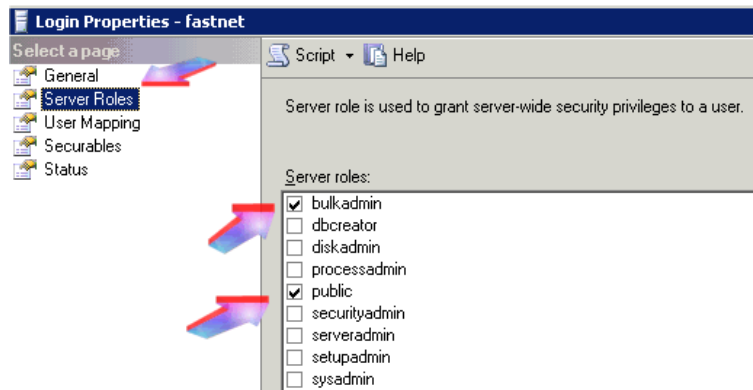 Login Properties - fastnet
Select a page
General
Server Roles
User Mapping
Securables
Status
Script
Help
Server role is used to grant server-wide security privileges to a user.
Server roles:
bulkadmin
dbcreator
diskadmin
processadmin
public
securityadmin
serveradmin
setupadmin
sysadmin